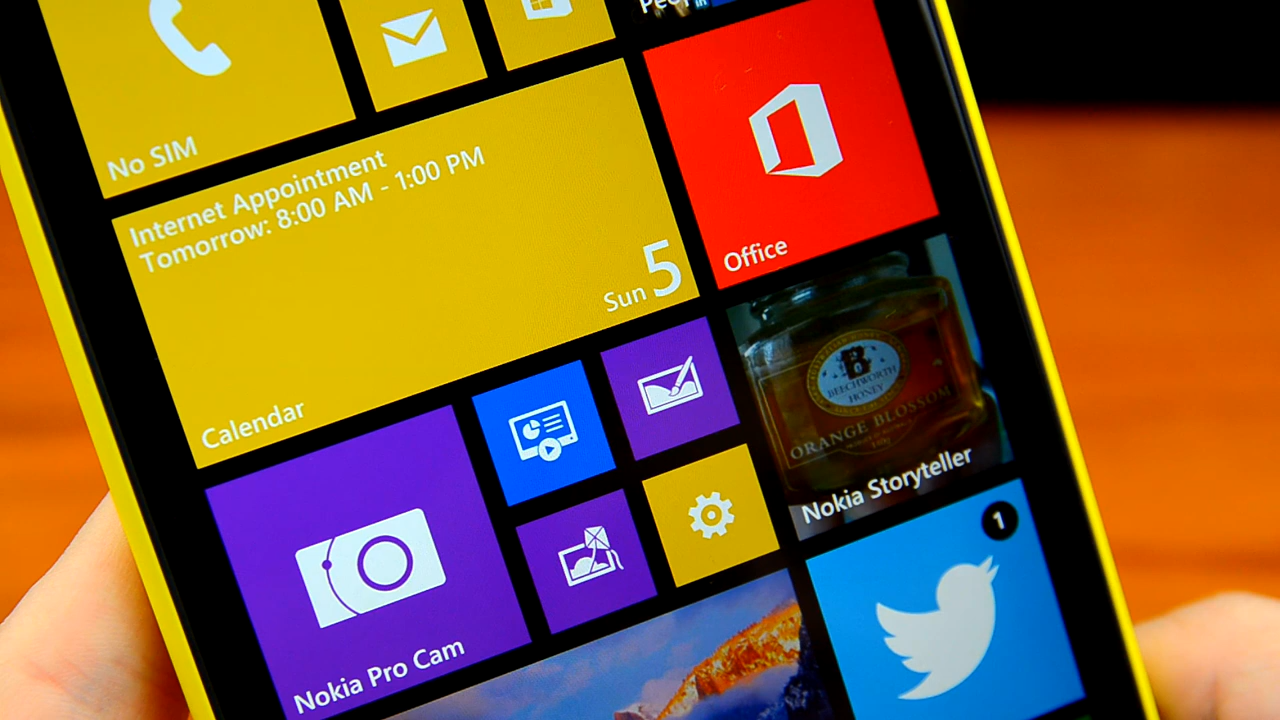 People
No SIM
Internet Appointment
Tomorrow: 8:00 AM - 1:00 PM
Sun 5
Calendar
Office
B
BEECHWORTH
HONEY
ORANGE BLOSSOM
Nokia Storyteller
1
Nokia Pro Cam